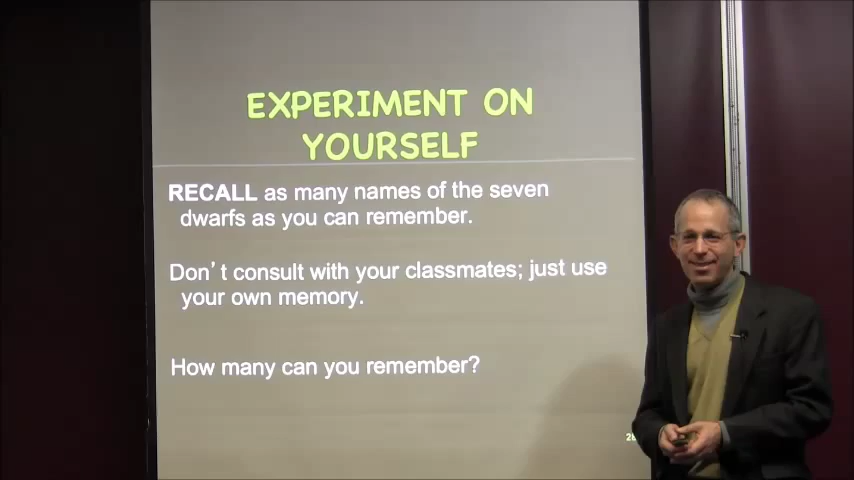 EXPERIMENT ON
YOURSELF
RECALL as many names of the seven
dwarfs as you can remember.
Don't consult with your classmates; just use
your own memory.
How many can you remember?